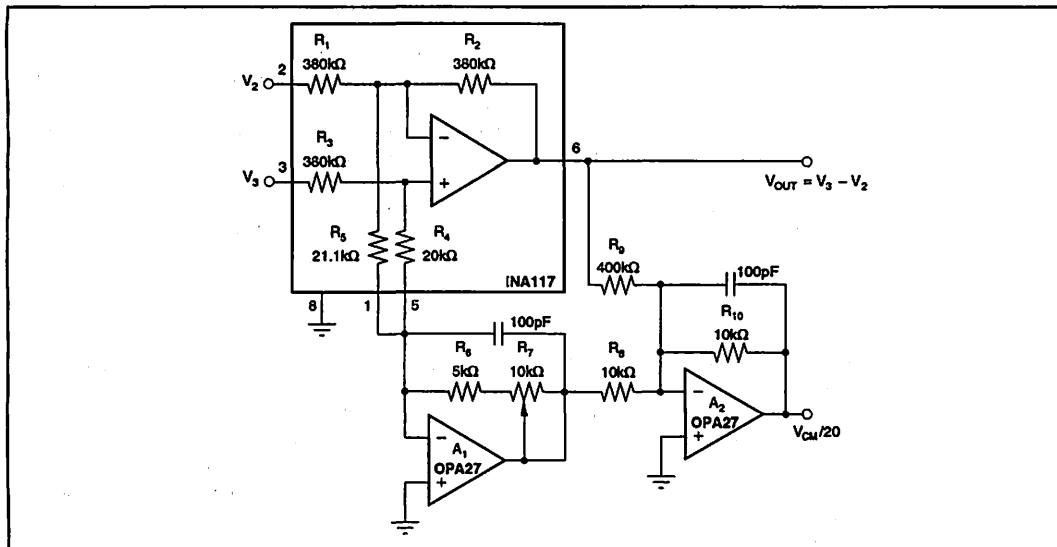 R1
380kΩ
R2
380kΩ
V2
2
R3
380kΩ
V3
3
6
VOUT = V3 – V2
R5
21.1kΩ
R4
20kΩ
INA117
8
1
5
R9
400kΩ
100pF
R10
10kΩ
100pF
R6
5kΩ
R7
10kΩ
R8
10kΩ
–
+
A1
OPA27
–
+
A2
OPA27
–
+
VCM/20